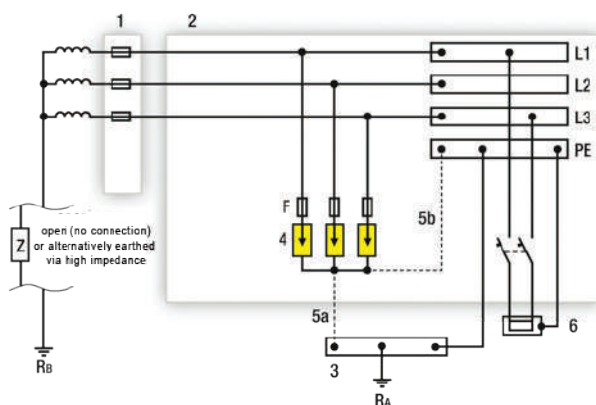 1
2
L1
L2
L3
PE
F
4
5b
Z
open (no connection)
or alternatively earthed
via high impedance
5a
6
3
RB
RA